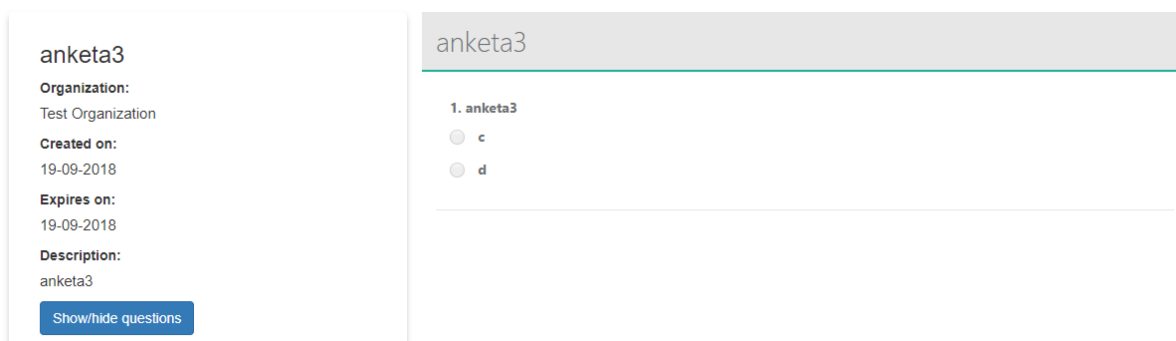 anketa3
Organization:
Test Organization
Created on:
19-09-2018
Expires on:
19-09-2018
Description:
anketa3
Show/hide questions
anketa3
1. anketa3
c
d